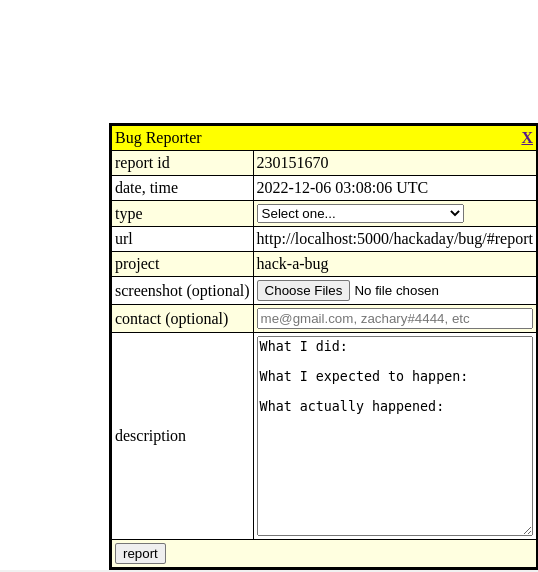 Bug Reporter X
report id 230151670
date, time 2022-12-06 03:08:06 UTC
type Select one...
url http://localhost:5000/hackaday/bug/#report
project hack-a-bug
screenshot (optional) Choose Files No file chosen
contact (optional) me@gmail.com, zachary#4444, etc
What I did:
What I expected to happen:
What actually happened:
description
report